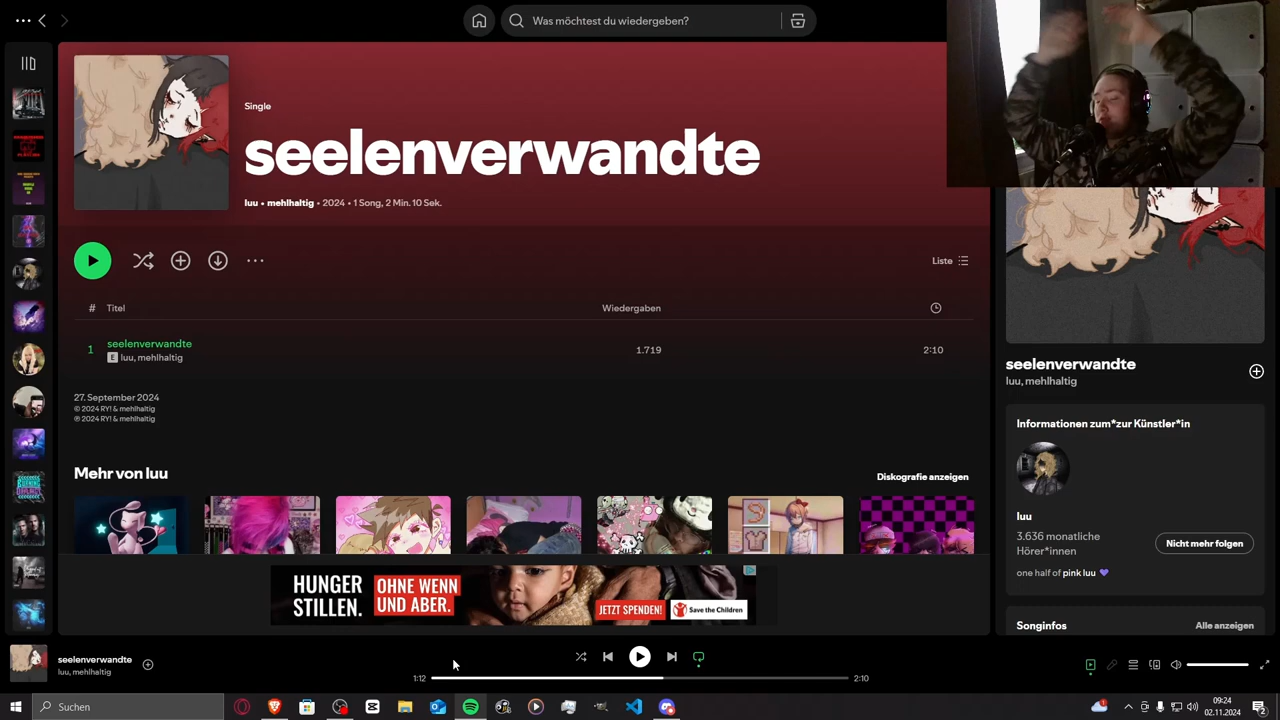 Was möchtest du wiedergeben?
Single
seelenverwandte
luu • mehlhaltig • 2024 • 1 Song, 2 Min. 10 Sek.
Liste
# Titel Wiedergaben
1 seelenverwandte 1.719 2:10
E luu, mehlhaltig
27. September 2024
© 2024 RY! & mehlhaltig
℗ 2024 RY! & mehlhaltig
Mehr von luu
Diskografie anzeigen
HUNGER STILLEN.
OHNE WENN UND ABER.
JETZT SPENDEN!
Save the Children
seelenverwandte
luu, mehlhaltig
Informationen zum*zur Künstler*in
luu
3.636 monatliche
Hörer*innen
Nicht mehr folgen
one half of pink luu 💜
Songinfos
Alle anzeigen
seelenverwandte
luu, mehlhaltig
1:12
2:10
Suchen
09:24
02.11.2024
2